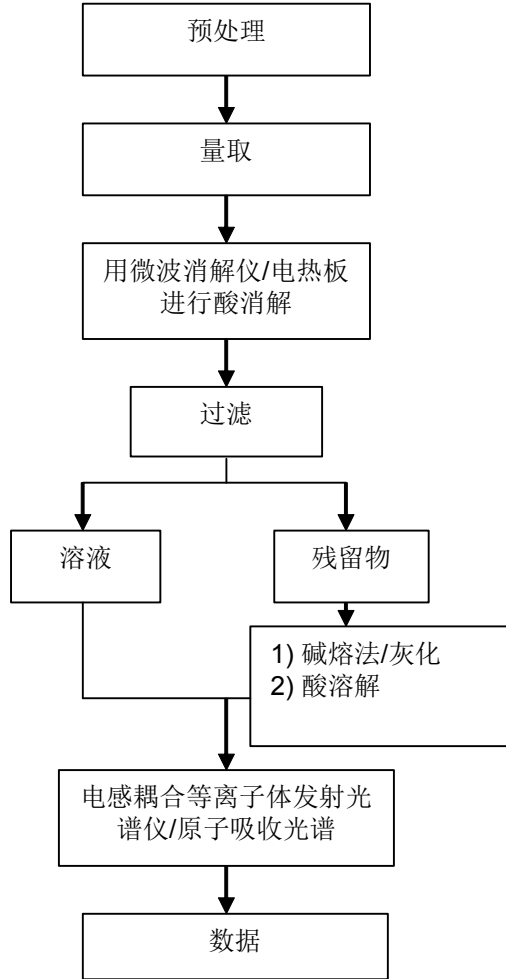 预处理
量取
用微波消解仪/电热板
进行酸消解
过滤
溶液
残留物
1) 碱熔法/灰化
2) 酸溶解
电感耦合等离子体发射光
谱仪/原子吸收光谱
数据